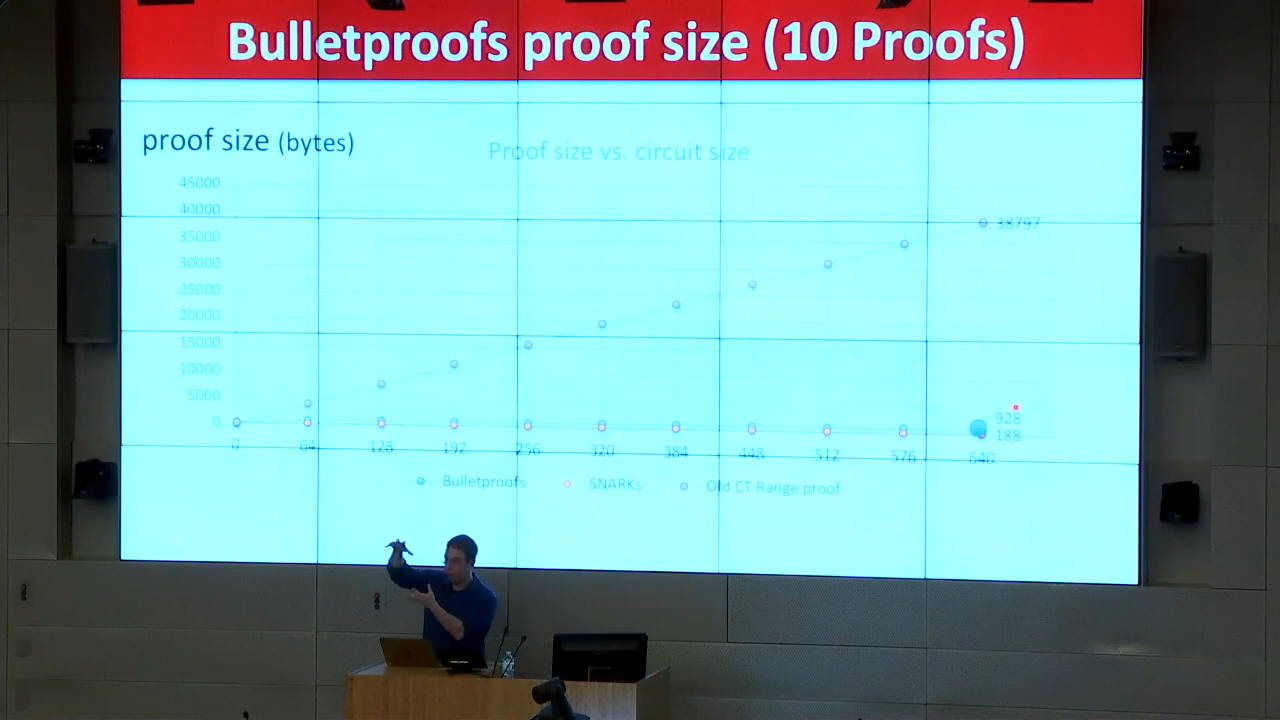 Bulletproofs proof size (10 Proofs)
proof size (bytes)
Proof size vs. circuit size
45000
40000
38797
35000
30000
25000
20000
15000
10000
5000
928
0
188
0 64 128 192 256 320 384 448 512 576 640
Bulletproofs SNARKs Old CT Range proof